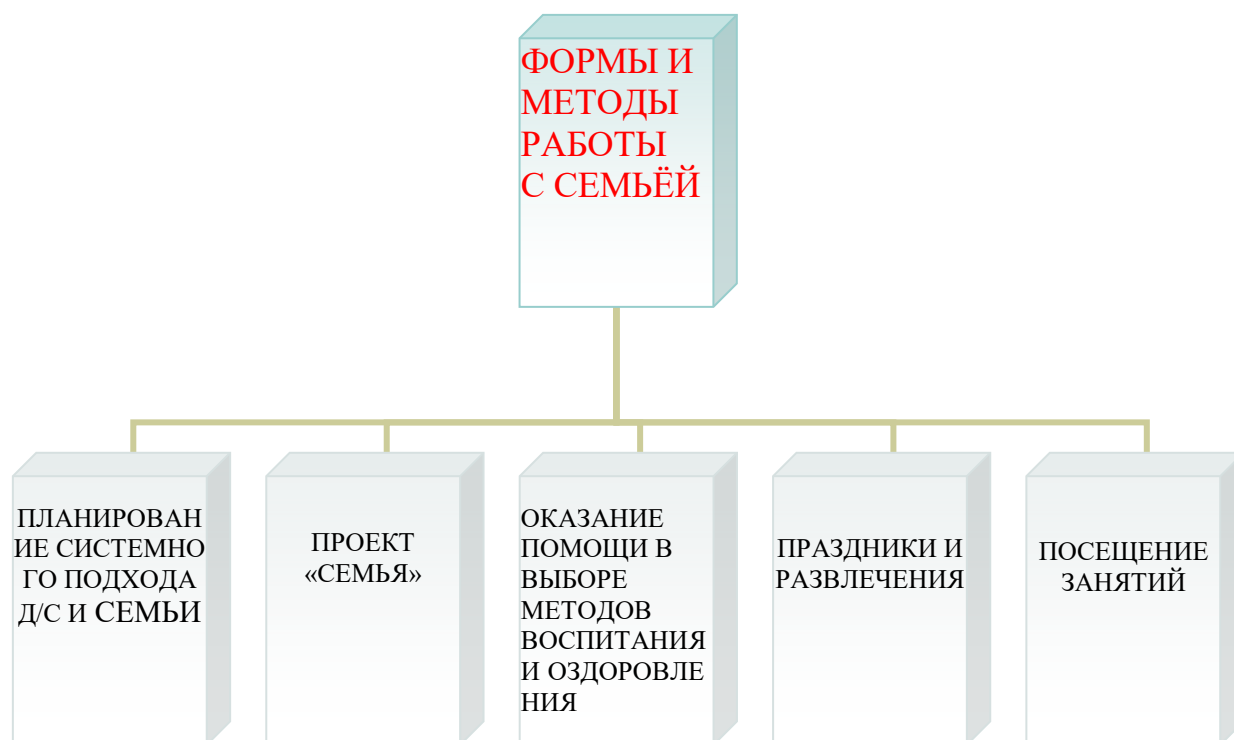 ФОРМЫ И
МЕТОДЫ
РАБОТЫ
С СЕМЬЁЙ
ПЛАНИРОВАН
ИЕ СИСТЕМНО
ГО ПОДХОДА
Д/С И СЕМЬИ
ПРОЕКТ
«СЕМЬЯ»
ОКАЗАНИЕ
ПОМОЩИ В
ВЫБОРЕ
МЕТОДОВ
ВОСПИТАНИЯ
И ОЗДОРОВЛЕ
НИЯ
ПРАЗДНИКИ И
РАЗВЛЕЧЕНИЯ
ПОСЕЩЕНИЕ
ЗАНЯТИЙ